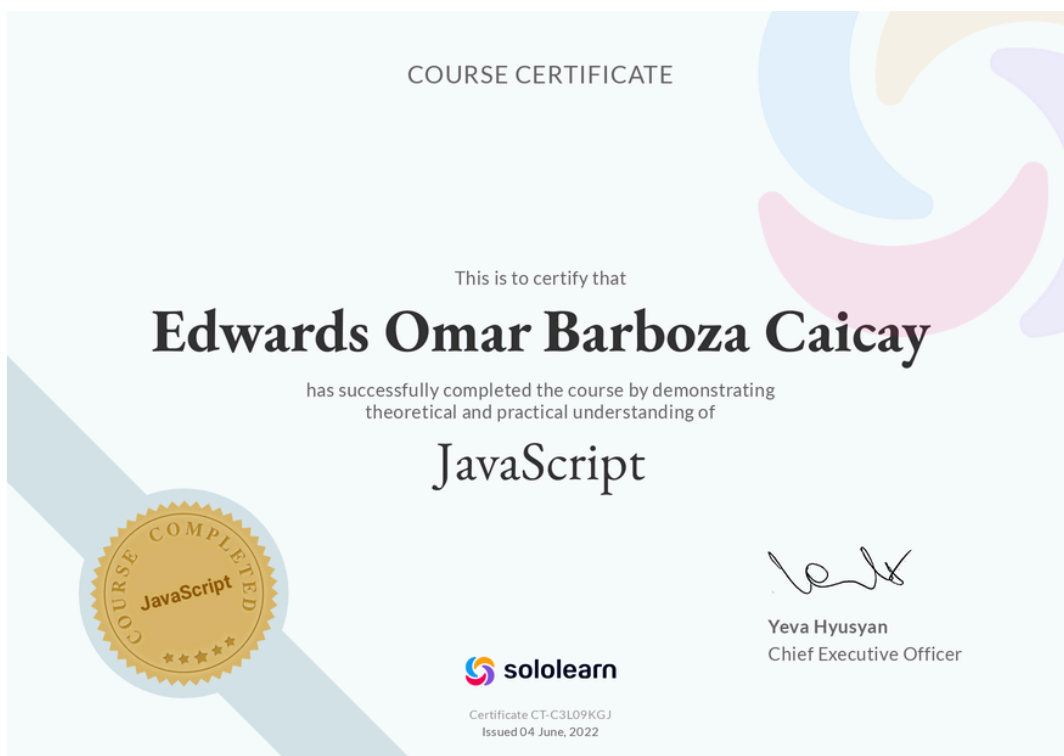 COURSE CERTIFICATE
This is to certify that
Edwards Omar Barboza Caicay
has successfully completed the course by demonstrating
theoretical and practical understanding of
JavaScript
COURSE COMPLETED
JavaScript
Yeva Hyusyan
Chief Executive Officer
sololearn
Certificate CT-C3L09KGJ
Issued 04 June, 2022